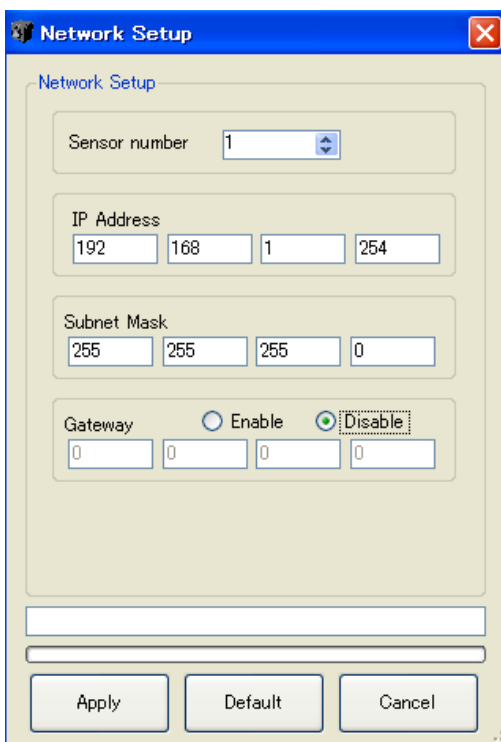 Network Setup
Network Setup
Sensor number 1
IP Address
192 168 1 254
Subnet Mask
255 255 255 0
Gateway Enable Disable
0 0 0 0
Apply Default Cancel